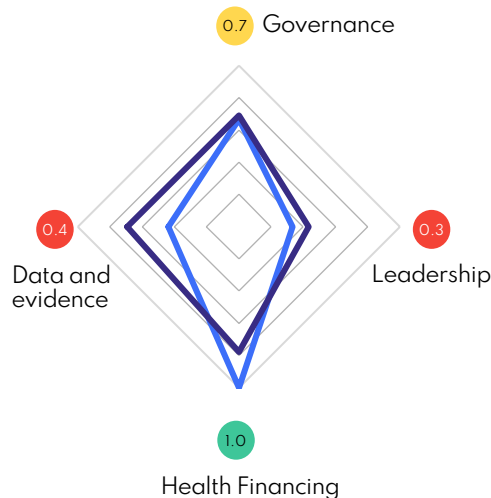 0.7 Governance
0.4
0.3
Data and
evidence
Leadership
1.0
Health Financing